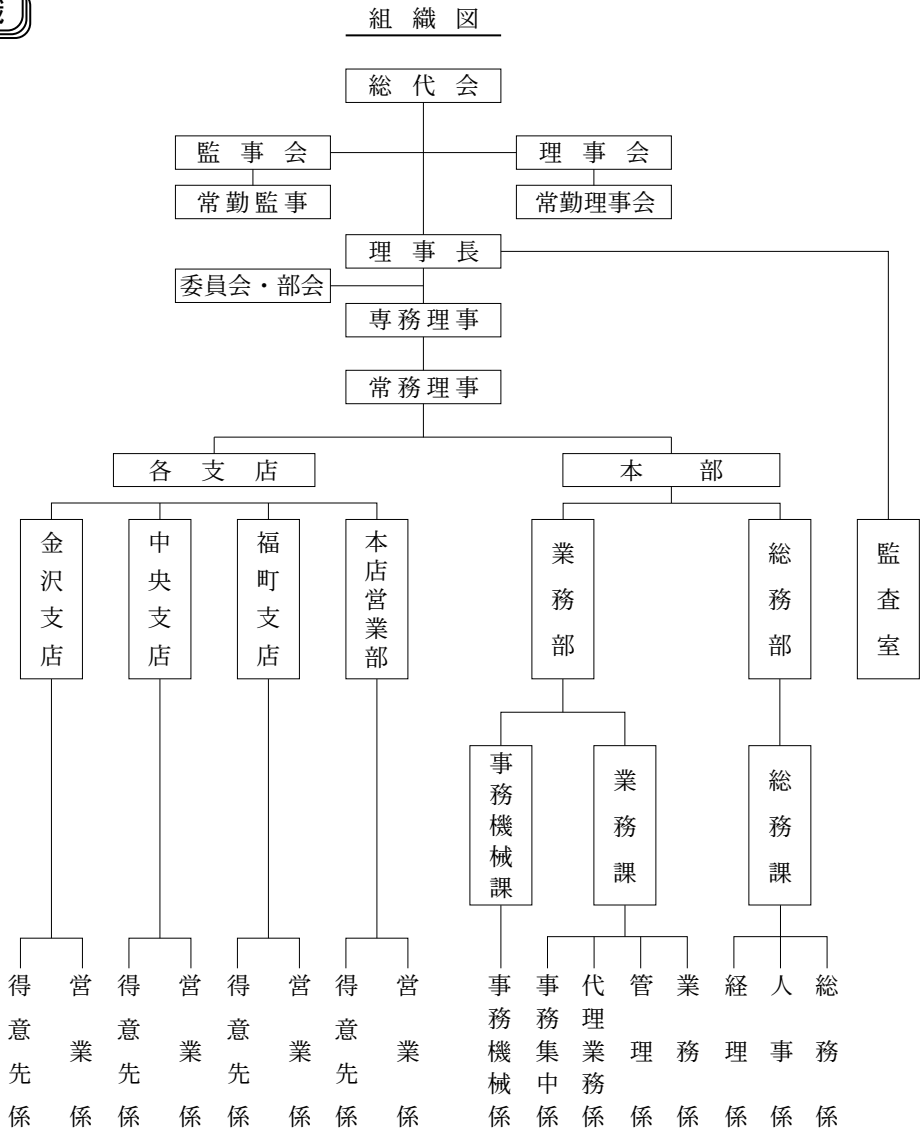 組織図
総代会
監事会
理事会
常勤監事
常勤理事会
理事長
委員会・部会
専務理事
常務理事
各支店
本部
金沢支店
中央支店
福町支店
本店営業部
業務部
総務部
監査室
事務機械課
業務課
総務課
得意先係
営業係
得意先係
営業係
得意先係
営業係
得意先係
営業係
事務機械係
事務集中係
代理業務係
管理係
業務係
経理係
人事係
総務係